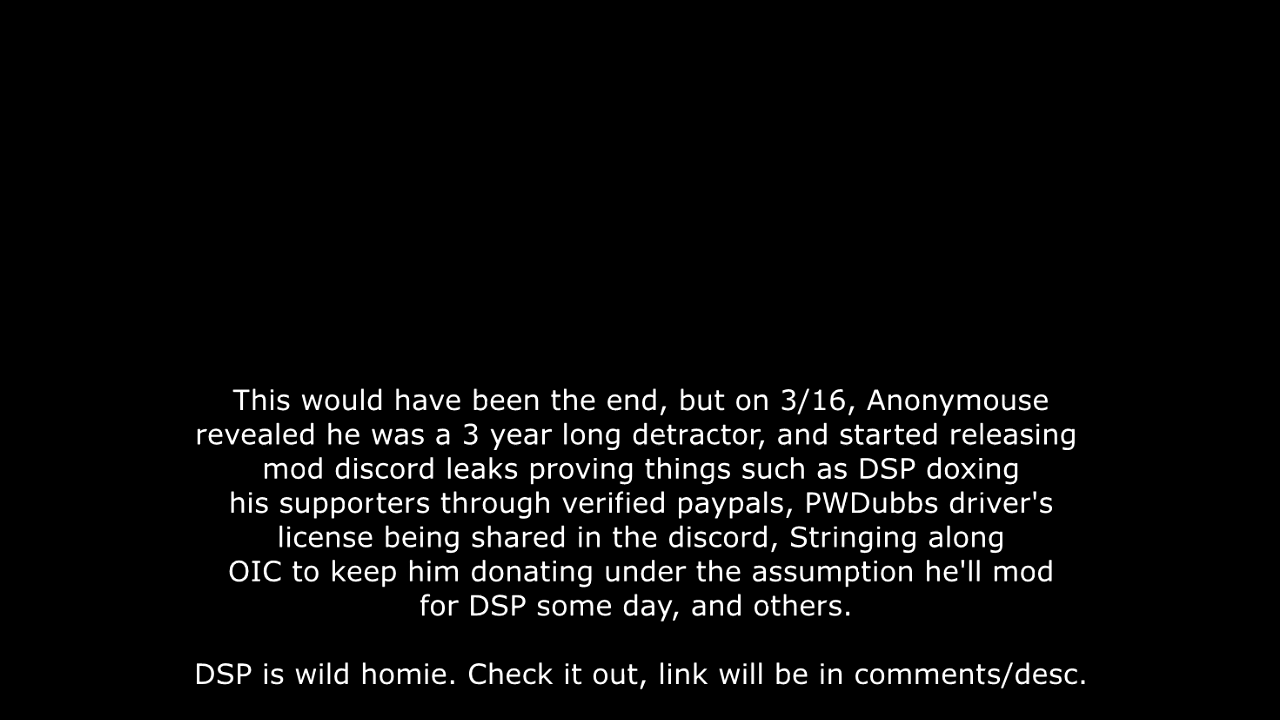 This would have been the end, but on 3/16, Anonymouse
revealed he was a 3 year long detractor, and started releasing
mod discord leaks proving things such as DSP doxing
his supporters through verified paypals, PWDubbs driver's
license being shared in the discord, Stringing along
OIC to keep him donating under the assumption he'll mod
for DSP some day, and others.
DSP is wild homie. Check it out, link will be in comments/desc.